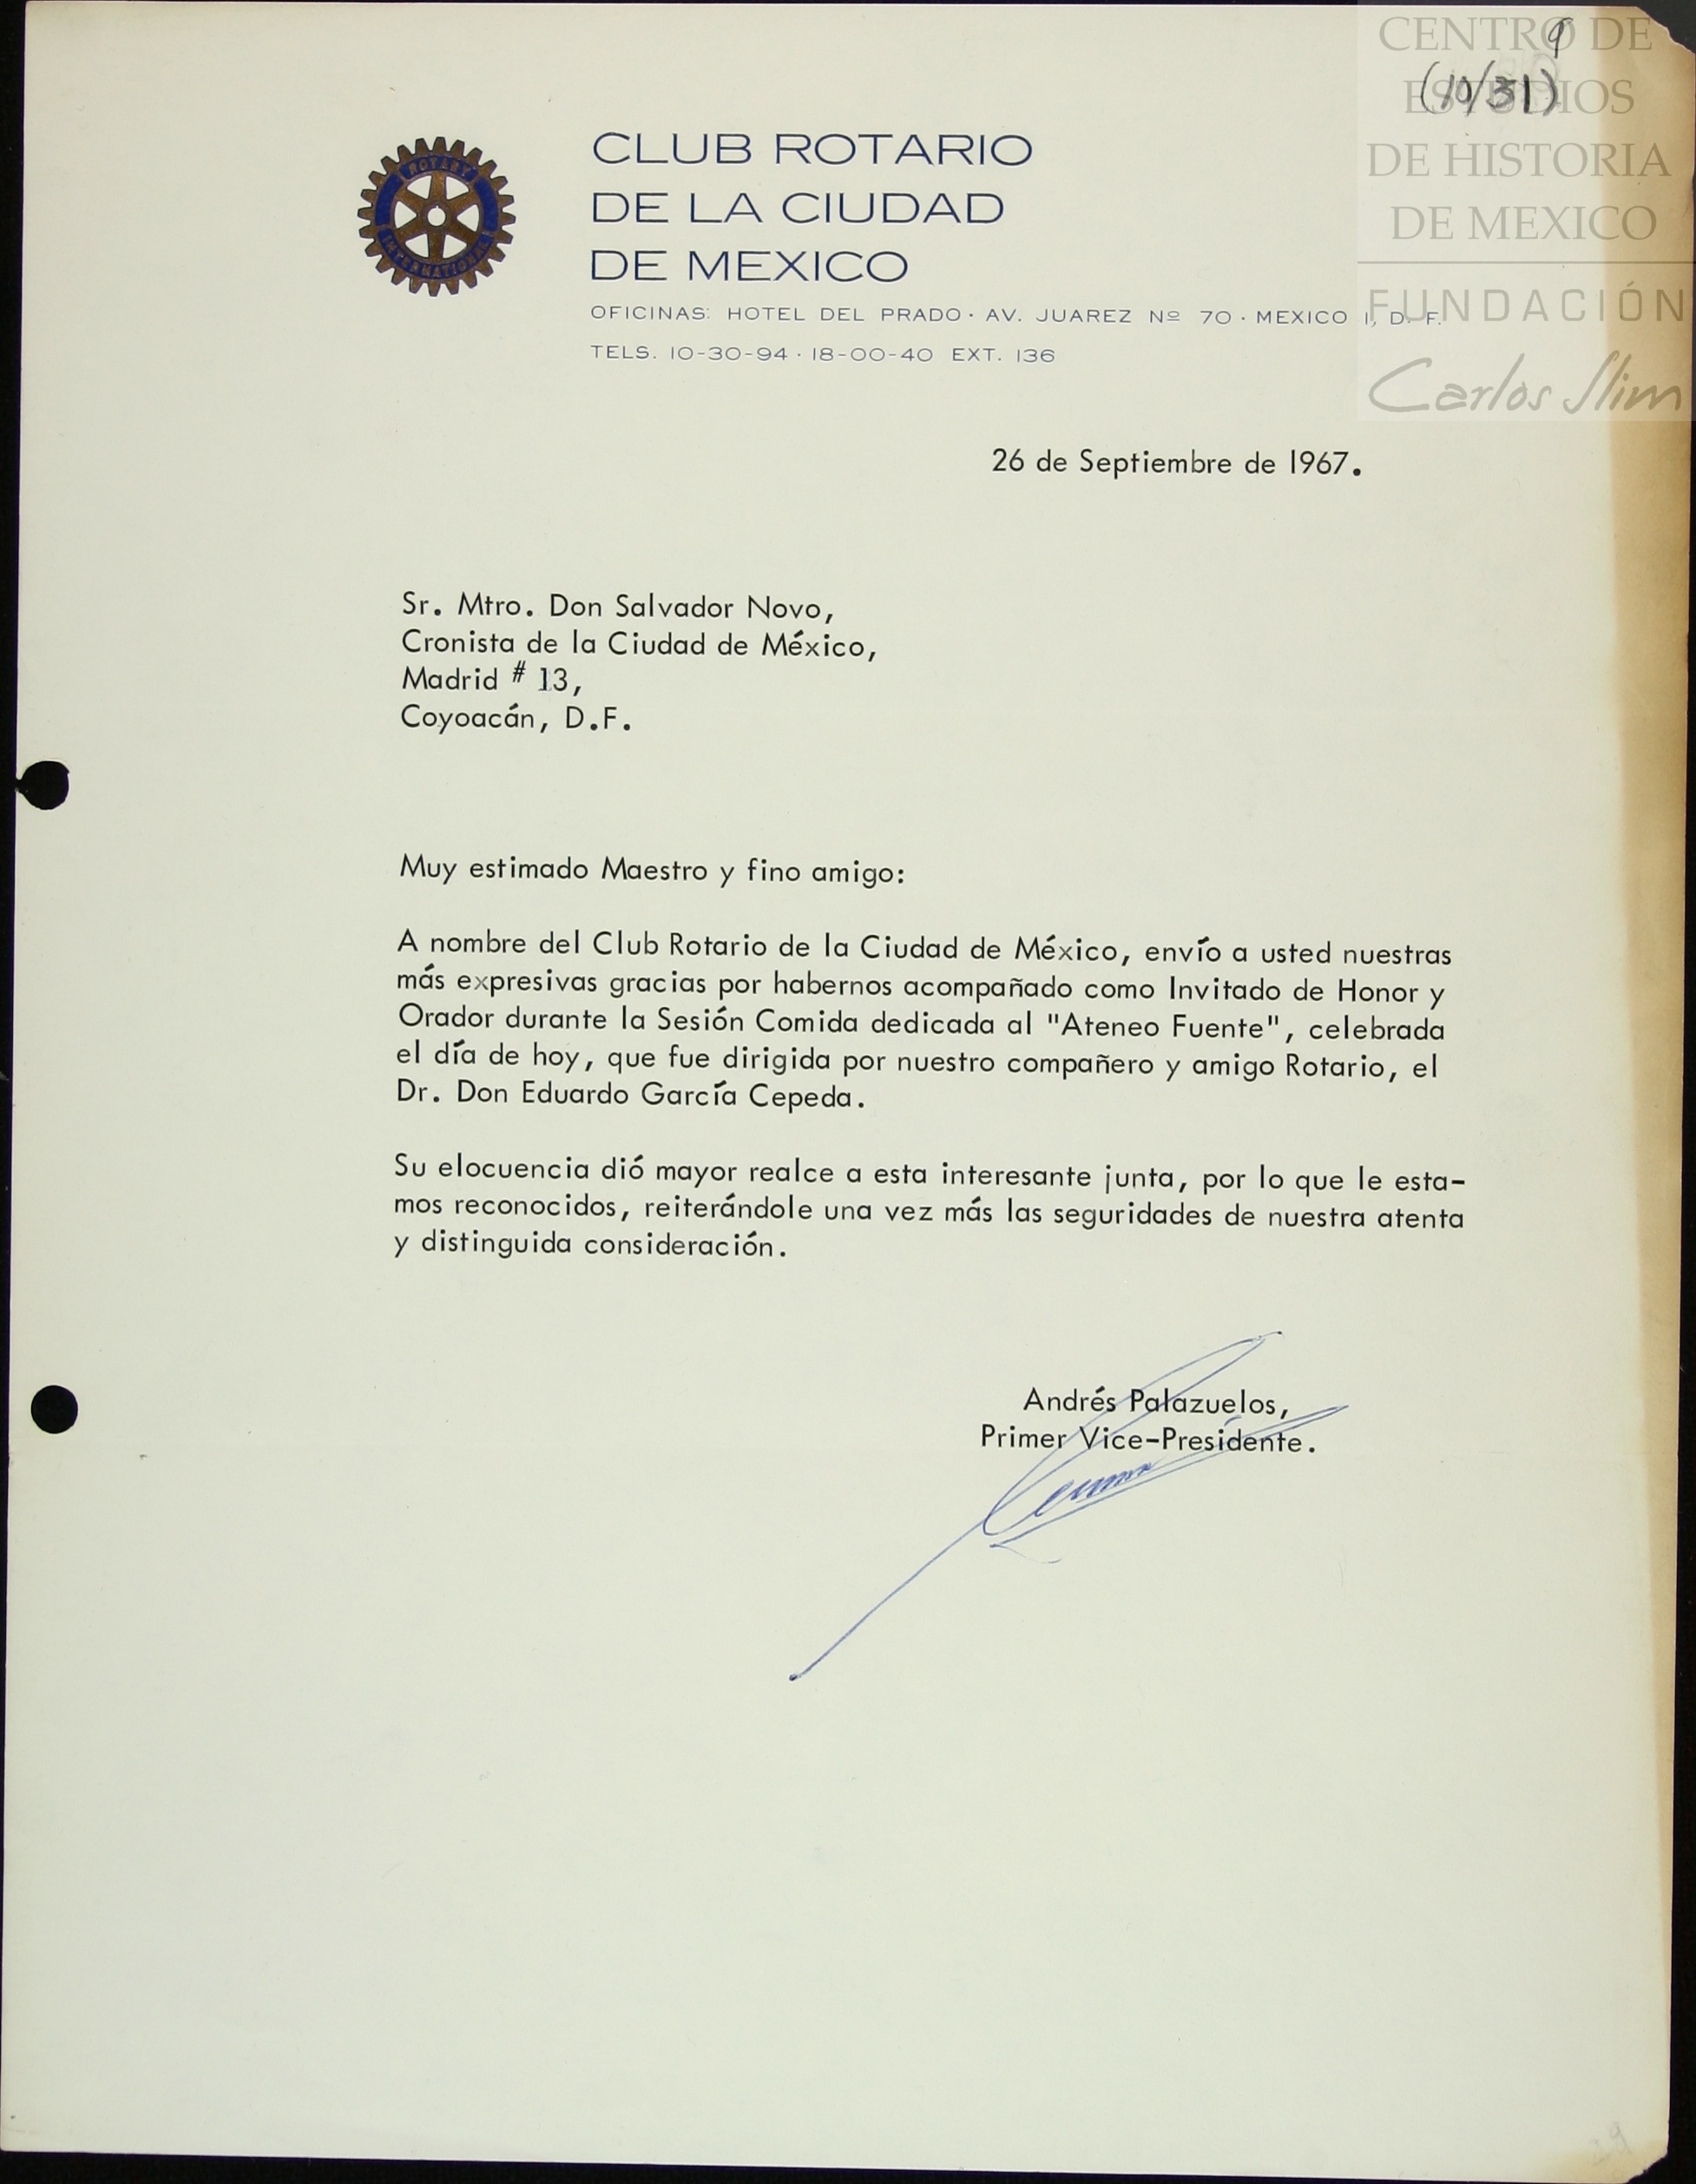 9
(10/31)
CENTRO DE
ESTUDIOS
DE HISTORIA
DE MEXICO
FUNDACIÓN
Carlos Slim
ROTARY
INTERNATIONAL
CLUB ROTARIO
DE LA CIUDAD
DE MEXICO
OFICINAS: HOTEL DEL PRADO · AV. JUAREZ Nº 70 · MEXICO 1, D. F.
TELS. 10-30-94 · 18-00-40 EXT. 136
26 de Septiembre de 1967.
Sr. Mtro. Don Salvador Novo,
Cronista de la Ciudad de México,
Madrid # 13,
Coyoacán, D.F.
Muy estimado Maestro y fino amigo:
A nombre del Club Rotario de la Ciudad de México, envío a usted nuestras
más expresivas gracias por habernos acompañado como Invitado de Honor y
Orador durante la Sesión Comida dedicada al "Ateneo Fuente", celebrada
el día de hoy, que fue dirigida por nuestro compañero y amigo Rotario, el
Dr. Don Eduardo García Cepeda.
Su elocuencia dió mayor realce a esta interesante junta, por lo que le esta-
mos reconocidos, reiterándole una vez más las seguridades de nuestra atenta
y distinguida consideración.
Andrés Palazuelos,
Primer Vice-Presidente.